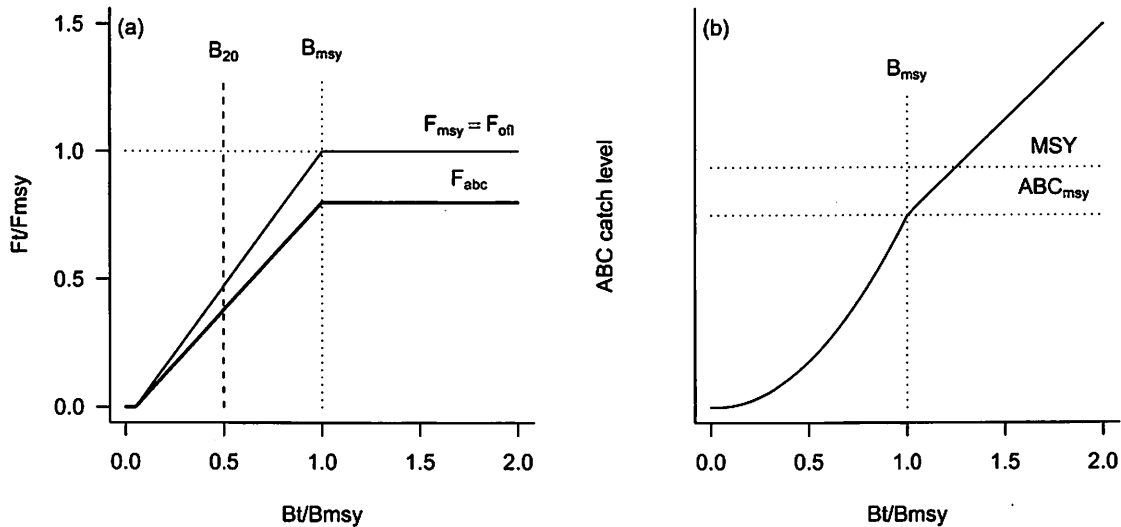 (a)
B20
Bmsy
Fmsy = Fofl
Fabc
1.5
1.0
0.5
0.0
Ft/Fmsy
0.0 0.5 1.0 1.5 2.0
Bt/Bmsy
(b)
Bmsy
MSY
ABCmsy
ABC catch level
0.0 0.5 1.0 1.5 2.0
Bt/Bmsy